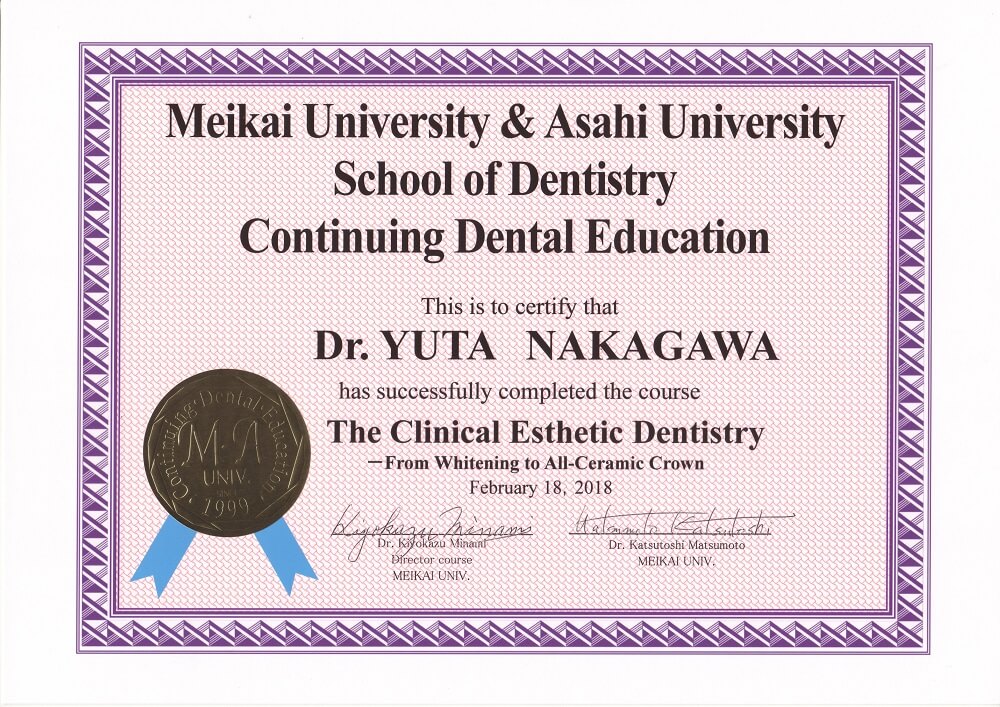 Meikai University & Asahi University
School of Dentistry
Continuing Dental Education
This is to certify that
Dr. YUTA NAKAGAWA
has successfully completed the course
The Clinical Esthetic Dentistry
—From Whitening to All-Ceramic Crown
February 18, 2018
Continuing・Dental・Education
M・A
UNIV.
SINCE
1999
Kiyokazu Minami
Dr. Kiyokazu Minami
Director course
MEIKAI UNIV.
Matsumoto Katsutoshi
Dr. Katsutoshi Matsumoto
MEIKAI UNIV.